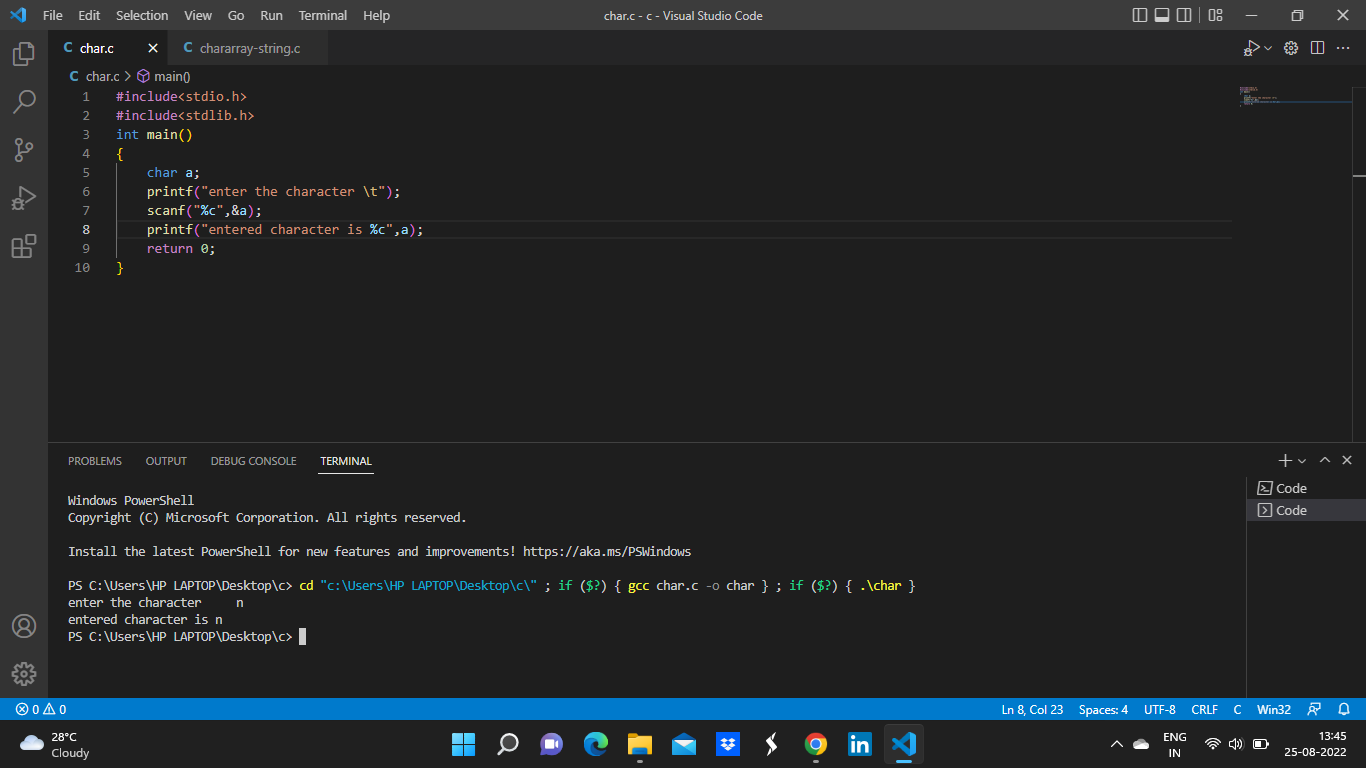 File Edit Selection View Go Run Terminal Help char.c - c - Visual Studio Code
C char.c C chararray-string.c
C char.c > main()
1 #include<stdio.h>
2 #include<stdlib.h>
3 int main()
4 {
5 char a;
6 printf("enter the character \t");
7 scanf("%c",&a);
8 printf("entered character is %c",a);
9 return 0;
10 }
PROBLEMS OUTPUT DEBUG CONSOLE TERMINAL
Code
Code
Windows PowerShell
Copyright (C) Microsoft Corporation. All rights reserved.
Install the latest PowerShell for new features and improvements! https://aka.ms/PSWindows
PS C:\Users\HP LAPTOP\Desktop\c> cd "c:\Users\HP LAPTOP\Desktop\c\" ; if ($?) { gcc char.c -o char } ; if ($?) { .\char }
enter the character n
entered character is n
PS C:\Users\HP LAPTOP\Desktop\c>
0 0 Ln 8, Col 23 Spaces: 4 UTF-8 CRLF C Win32
28°C
Cloudy
ENG
IN
13:45
25-08-2022